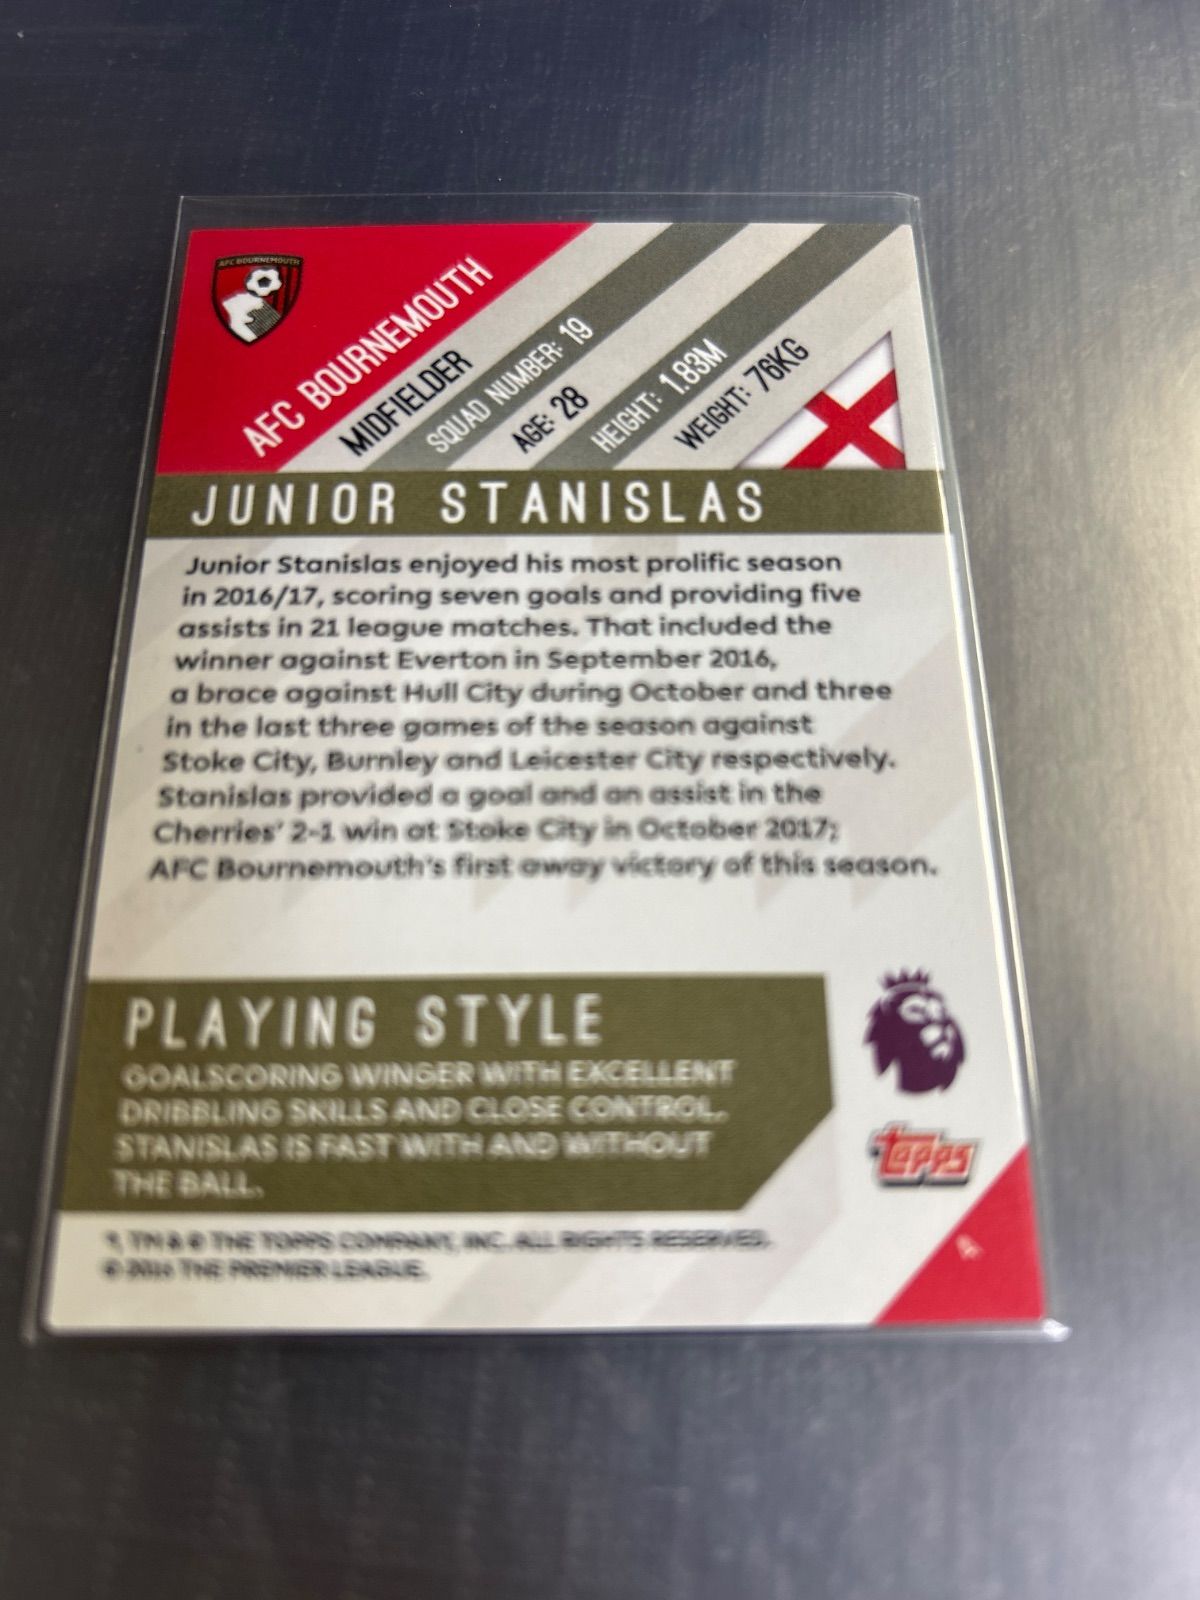 AFC BOURNEMOUTH
AFC BOURNEMOUTH
MIDFIELDER
SQUAD NUMBER: 19
AGE: 28
HEIGHT: 1.83M
WEIGHT: 76KG
JUNIOR STANISLAS
Junior Stanislas enjoyed his most prolific season
in 2016/17, scoring seven goals and providing five
assists in 21 league matches. That included the
winner against Everton in September 2016,
a brace against Hull City during October and three
in the last three games of the season against
Stoke City, Burnley and Leicester City respectively.
Stanislas provided a goal and an assist in the
Cherries' 2-1 win at Stoke City in October 2017;
AFC Bournemouth's first away victory of this season.
PLAYING STYLE
GOALSCORING WINGER WITH EXCELLENT
DRIBBLING SKILLS AND CLOSE CONTROL.
STANISLAS IS FAST WITH AND WITHOUT
THE BALL.
Topps
TM & © THE TOPPS COMPANY, INC. ALL RIGHTS RESERVED.
© 2016 THE PREMIER LEAGUE.